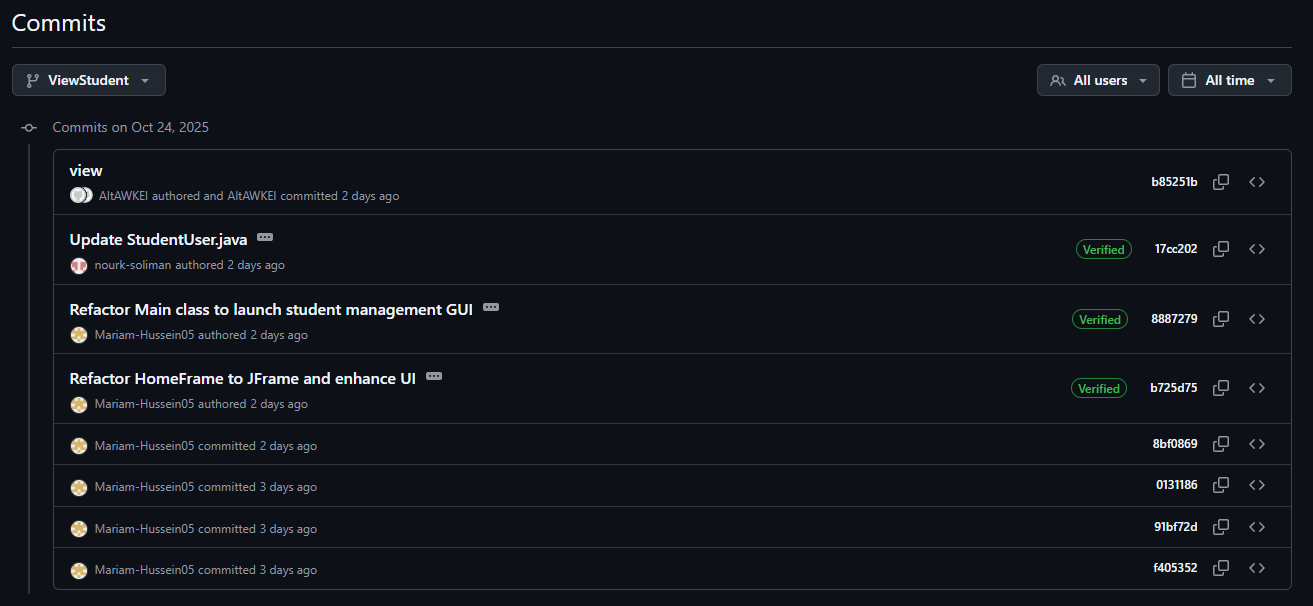 Commits
ViewStudent
All users
All time
Commits on Oct 24, 2025
view
b85251b
AltAWKEl authored and AltAWKEl committed 2 days ago
Update StudentUser.java
Verified
17cc202
nourk-soliman authored 2 days ago
Refactor Main class to launch student management GUI
Verified
8887279
Mariam-Hussein05 authored 2 days ago
Refactor HomeFrame to JFrame and enhance UI
Verified
b725d75
Mariam-Hussein05 authored 2 days ago
Mariam-Hussein05 committed 2 days ago
8bf0869
Mariam-Hussein05 committed 3 days ago
0131186
Mariam-Hussein05 committed 3 days ago
91bf72d
Mariam-Hussein05 committed 3 days ago
f405352